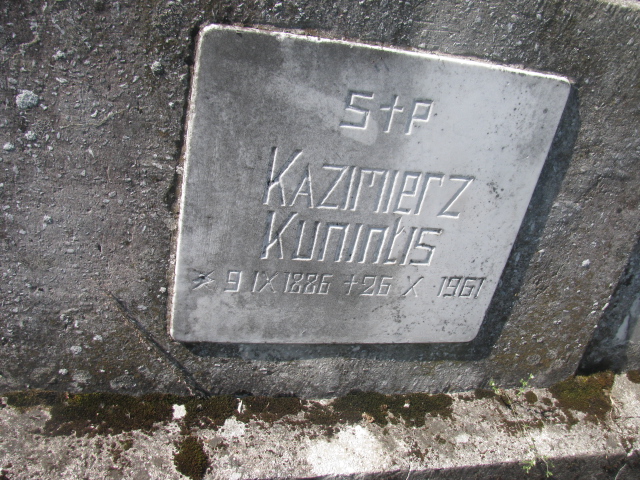 S†P
Kazimierz
Kunintis
* 9 IX 1886 † 26 X 1961